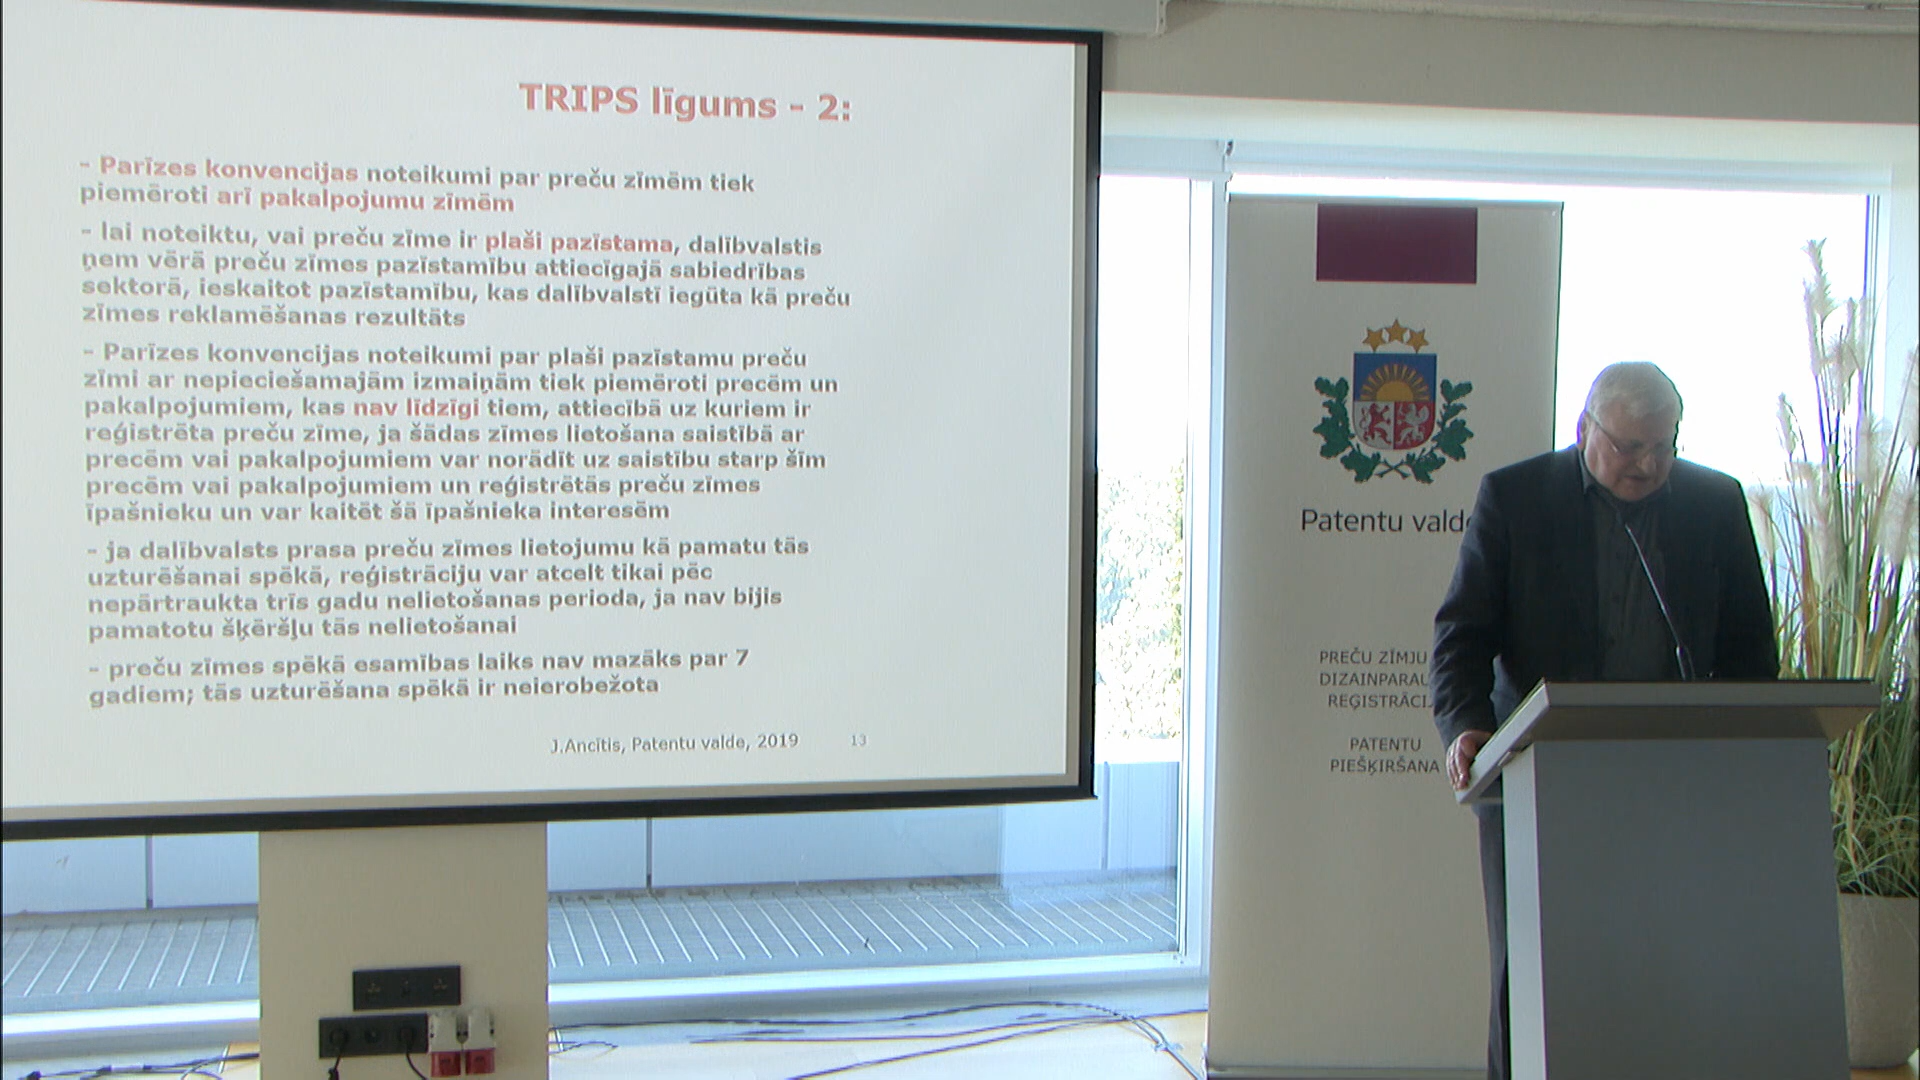 TRIPS līgums - 2:
- Parīzes konvencijas noteikumi par preču zīmēm tiek
piemēroti arī pakalpojumu zīmēm
- lai noteiktu, vai preču zīme ir plaši pazīstama, dalībvalstis
ņem vērā preču zīmes pazīstamību attiecīgajā sabiedrības
sektorā, ieskaitot pazīstamību, kas dalībvalstī iegūta kā preču
zīmes reklamēšanas rezultāts
- Parīzes konvencijas noteikumi par plaši pazīstamu preču
zīmi ar nepieciešamajām izmaiņām tiek piemēroti precēm un
pakalpojumiem, kas nav līdzīgi tiem, attiecībā uz kuriem ir
reģistrēta preču zīme, ja šādas zīmes lietošana saistībā ar
precēm vai pakalpojumiem var norādīt uz saistību starp šīm
precēm vai pakalpojumiem un reģistrētās preču zīmes
īpašnieku un var kaitēt šā īpašnieka interesēm
- ja dalībvalsts prasa preču zīmes lietojumu kā pamatu tās
uzturēšanai spēkā, reģistrāciju var atcelt tikai pēc
nepārtraukta trīs gadu nelietošanas perioda, ja nav bijis
pamatotu šķēršļu tās nelietošanai
- preču zīmes spēkā esamības laiks nav mazāks par 7
gadiem; tās uzturēšana spēkā ir neierobežota
J.Ancītis, Patentu valde, 2019 13
Patentu valde
PREČU ZĪMJU
DIZAINPARAU
REĢISTRĀCI
PATENTU
PIEŠĶIRŠANA